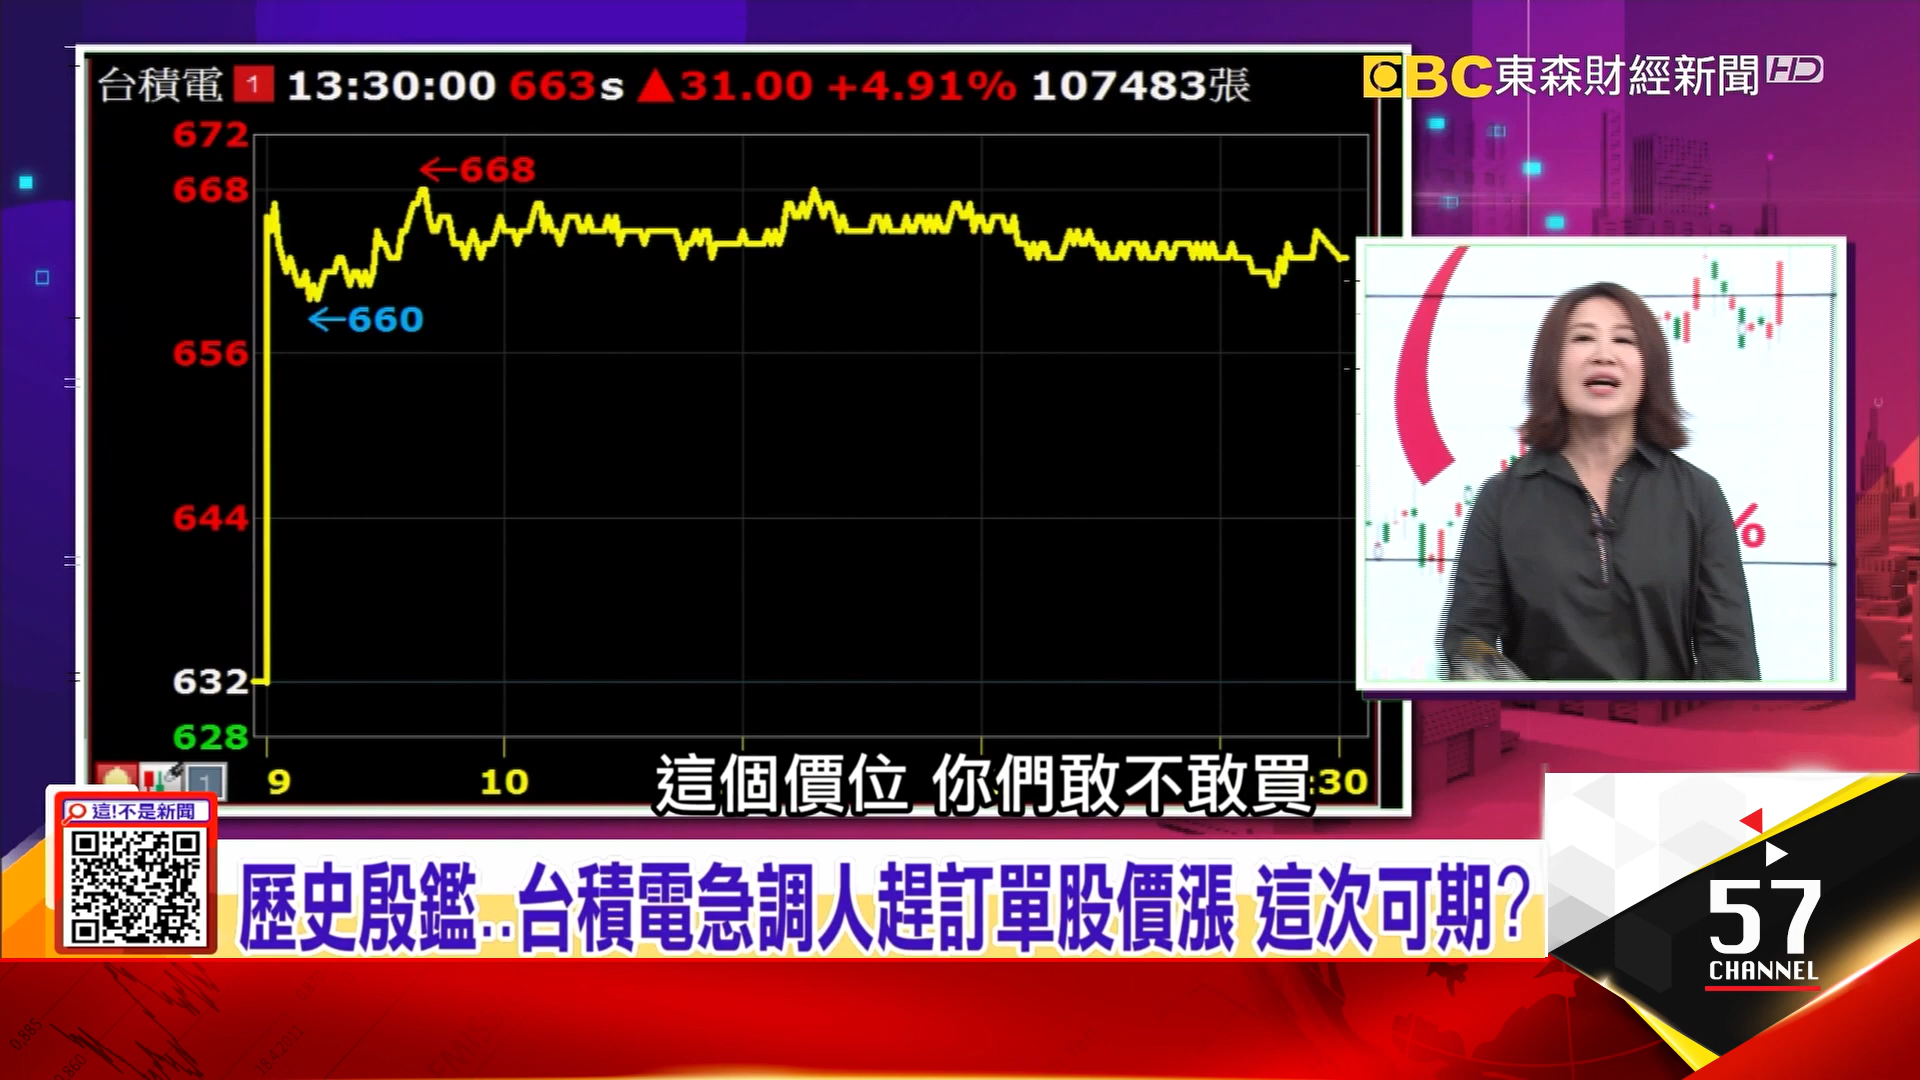 台積電 1 13:30:00 663s ▲31.00 +4.91% 107483張
EBC東森財經新聞HD
672
←668
668
←660
656
644
%
632
628
9 10 :30
這個價位 你們敢不敢買
這!不是新聞
歷史殷鑑..台積電急調人趕訂單股價漲 這次可期?
57
CHANNEL